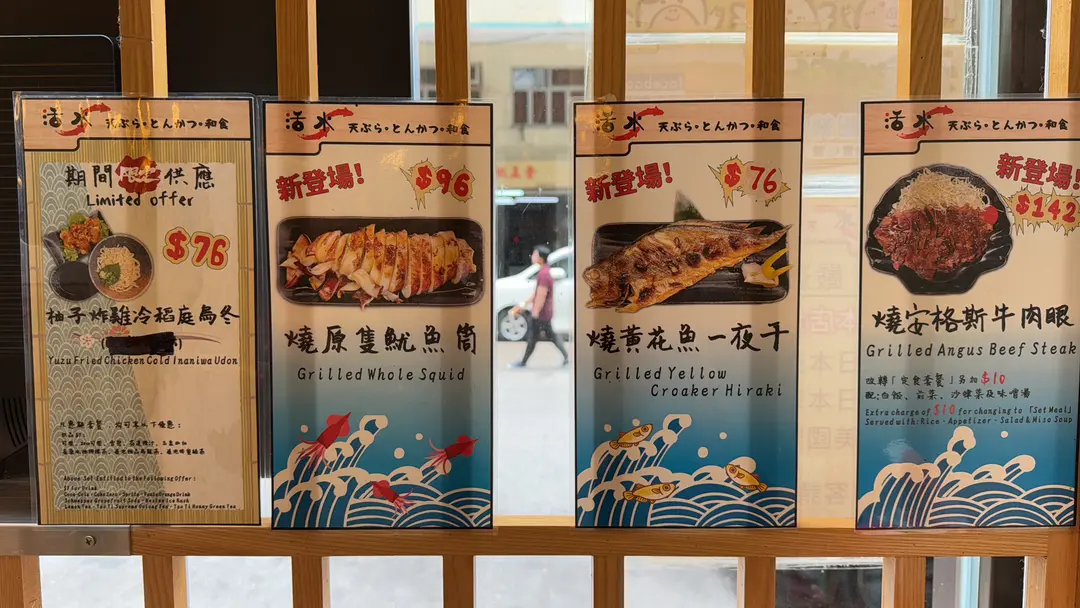 活水 天ぷら・とんかつ・和食
期間限定供應
Limited offer
$76
柚子炸雞冷稻庭烏冬
Yuzu Fried Chicken Cold Inaniwa Udon
Above Set Entitled to the following Offer :
活水 天ぷら・とんかつ・和食
新登場!
$96
燒原隻魷魚筒
Grilled Whole Squid
活水 天ぷら・とんかつ・和食
新登場!
$76
燒黃花魚一夜干
Grilled Yellow
Croaker Hiraki
活水 天ぷら・とんかつ・和食
新登場!
$142
燒安格斯牛肉眼
Grilled Angus Beef Steak
改轉「定食套餐」另加$10
配:白飯、前菜、沙律菜及味噌湯
Extra charge of $10 for changing to 「Set Meal」
Served with: Rice、Appetizer、Salad & Miso Soup